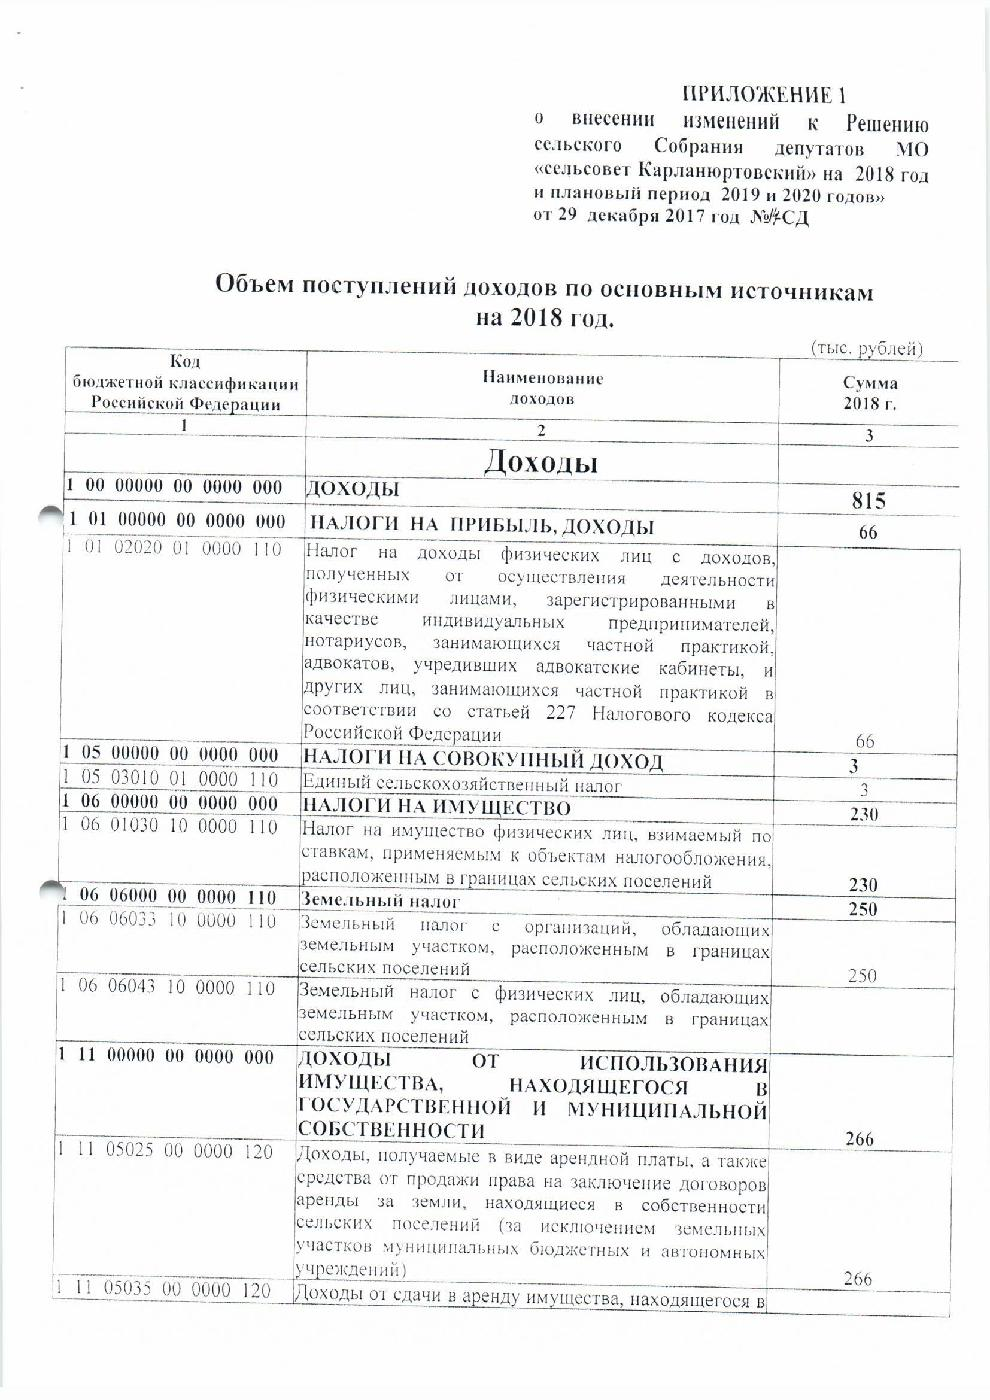 ПРИЛОЖЕНИЕ 1
о внесении изменений к Решению
сельского Собрания депутатов МО
«сельсовет Карланюртовский» на 2018 год
и плановый период 2019 и 2020 годов»
от 29 декабря 2017 год СД
Объем поступлений доходов по основным источникам
на 2018 год.
(тыс. рублей)
Код
бюджетной классификации
Российской Федерации
Наименование
доходов
Сумма
2018 г.
1 2 3
Доходы
1 00 00000 00 0000 000 ДОХОДЫ 815
1 01 00000 00 0000 000 НАЛОГИ НА ПРИБЫЛЬ, ДОХОДЫ 66
1 01 02020 01 0000 110 Налог на доходы физических лиц с доходов,
полученных от осуществления деятельности
физическими лицами, зарегистрированными в
качестве индивидуальных предпринимателей,
нотариусов, занимающихся частной практикой,
адвокатов, учредивших адвокатские кабинеты, и
других лиц, занимающихся частной практикой в
соответствии со статьей 227 Налогового кодекса
Российской Федерации 66
1 05 00000 00 0000 000 НАЛОГИ НА СОВОКУПНЫЙ ДОХОД 3
1 05 03010 01 0000 110 Единый сельскохозяйственный налог 3
1 06 00000 00 0000 000 НАЛОГИ НА ИМУЩЕСТВО 230
1 06 01030 10 0000 110 Налог на имущество физических лиц, взимаемый по
ставкам, применяемым к объектам налогообложения,
расположенным в границах сельских поселений 230
1 06 06000 00 0000 110 Земельный налог 250
1 06 06033 10 0000 110 Земельный налог с организаций, обладающих
земельным участком, расположенным в границах
сельских поселений 250
1 06 06043 10 0000 110 Земельный налог с физических лиц, обладающих
земельным участком, расположенным в границах
сельских поселений
1 11 00000 00 0000 000 ДОХОДЫ ОТ ИСПОЛЬЗОВАНИЯ
ИМУЩЕСТВА, НАХОДЯЩЕГОСЯ В
ГОСУДАРСТВЕННОЙ И МУНИЦИПАЛЬНОЙ
СОБСТВЕННОСТИ 266
1 11 05025 00 0000 120 Доходы, получаемые в виде арендной платы, а также
средства от продажи права на заключение договоров
аренды за земли, находящиеся в собственности
сельских поселений (за исключением земельных
участков муниципальных бюджетных и автономных
учреждений) 266
1 11 05035 00 0000 120 Доходы от сдачи в аренду имущества, находящегося в